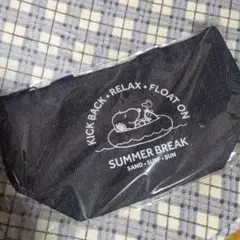 KICK BACK • RELAX • FLOAT ON
SUMMER BREAK
SAND • SURF • SUN